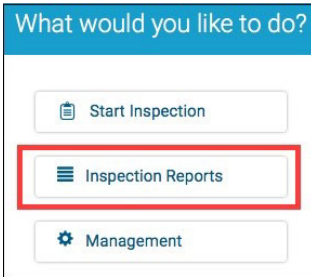 What would you like to do?
Start Inspection
Inspection Reports
Management